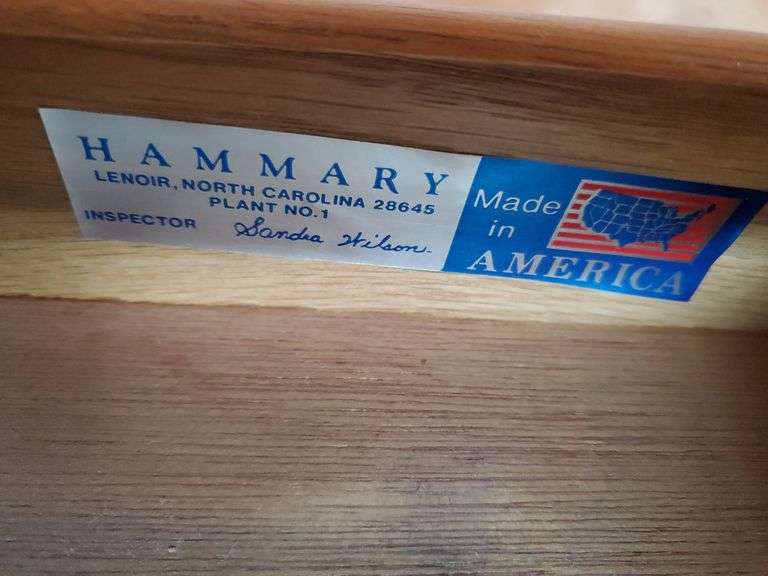 HAMMARY
LENOIR, NORTH CAROLINA 28645
PLANT NO.1
INSPECTOR Sandra Wilson
Made
in
AMERICA